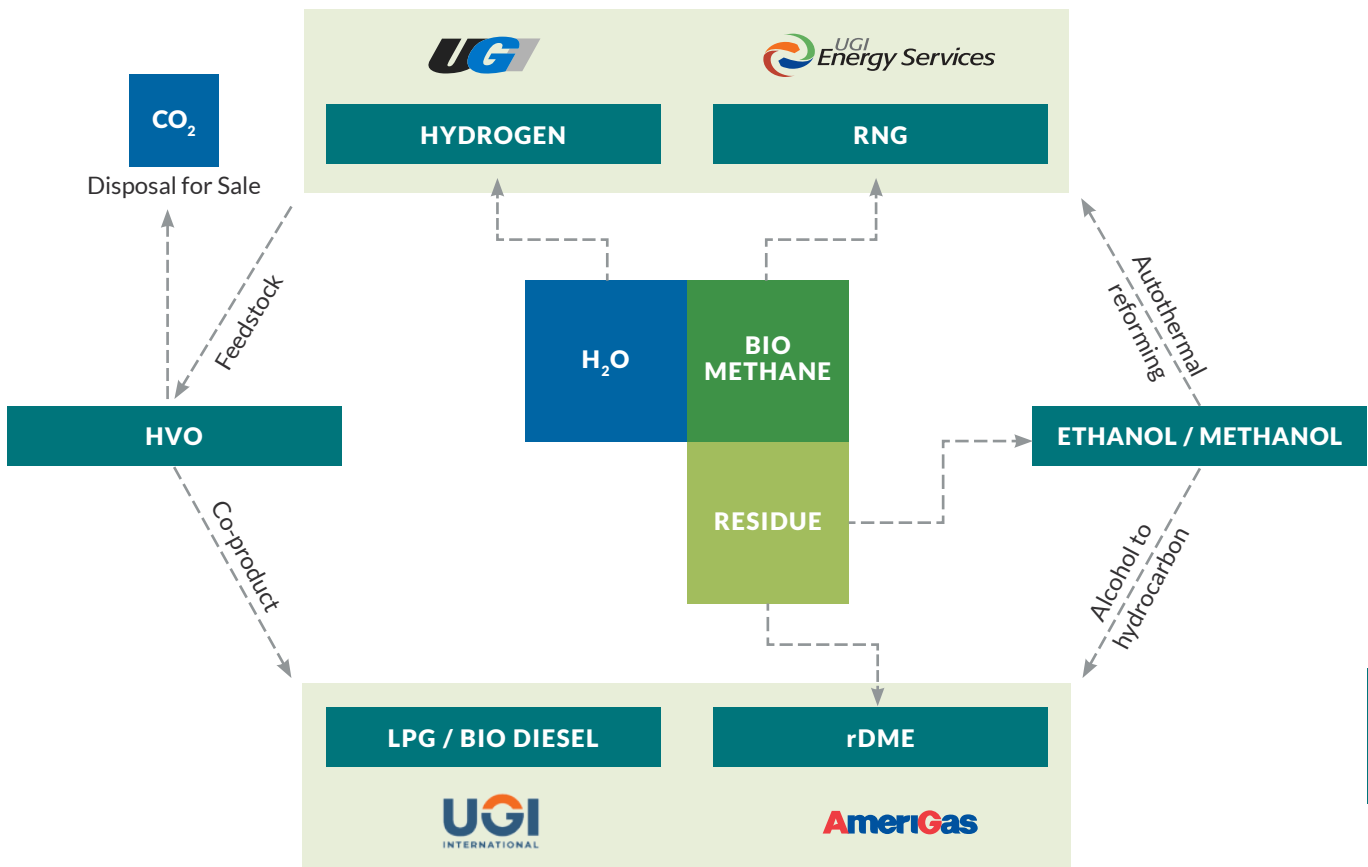 UGI
UGI
Energy Services
CO₂
HYDROGEN
RNG
Disposal for Sale
Feedstock
Autothermal
reforming
H₂O
BIO
METHANE
HVO
ETHANOL / METHANOL
RESIDUE
Co-product
Alcohol to
hydrocarbon
LPG / BIO DIESEL
rDME
UGI
INTERNATIONAL
AmeriGas